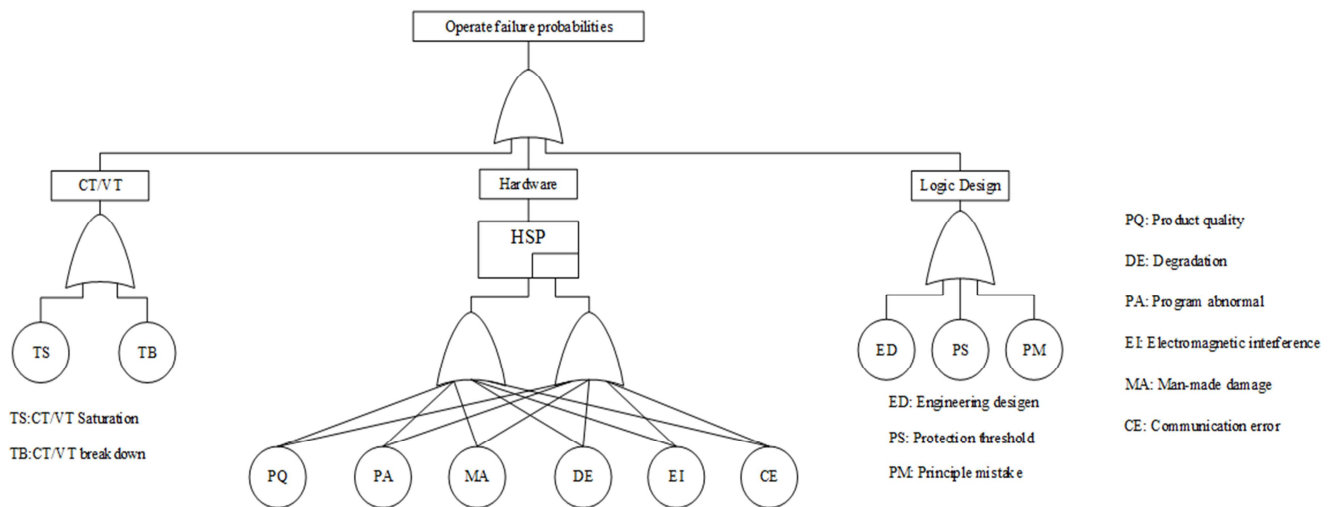 Operate failure probabilities
CT/VT
Hardware
Logic Design
HSP
TS
TB
ED
PS
PM
PQ
PA
MA
DE
EI
CE
TS:CT/VT Saturation
TB:CT/VT breakdown
ED: Engineering desigen
PS: Protection threshold
PM: Principle mistake
PQ: Product quality
DE: Degradation
PA: Program abnormal
EI: Electromagnetic interference
MA: Man-made damage
CE: Communication error